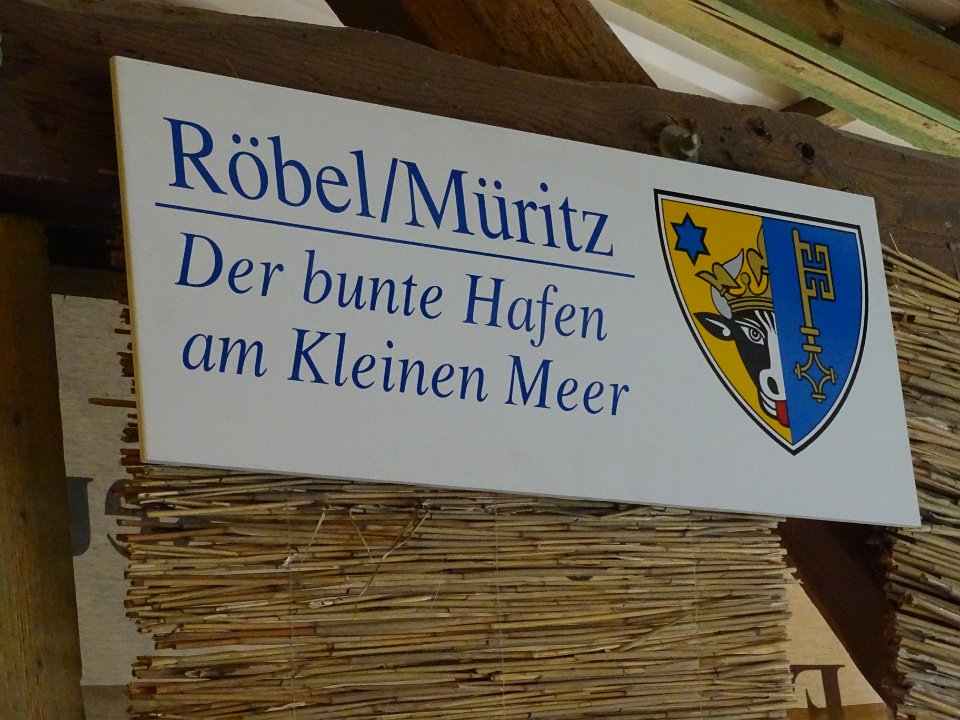 Röbel/Müritz
Der bunte Hafen
am Kleinen Meer